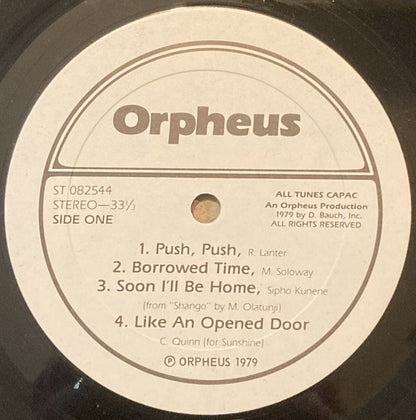 Orpheus
ST 082544
STEREO—33⅓
SIDE ONE
ALL TUNES CAPAC
An Orpheus Production
1979 by D. Bauch, Inc.
ALL RIGHTS RESERVED
1. Push, Push, R. Lanter
2. Borrowed Time, M. Soloway
3. Soon I'll Be Home, Sipho Kunene
(from "Shango" by M. Olatunji)
4. Like An Opened Door
C. Quinn (for Sunshine)
℗ ORPHEUS 1979